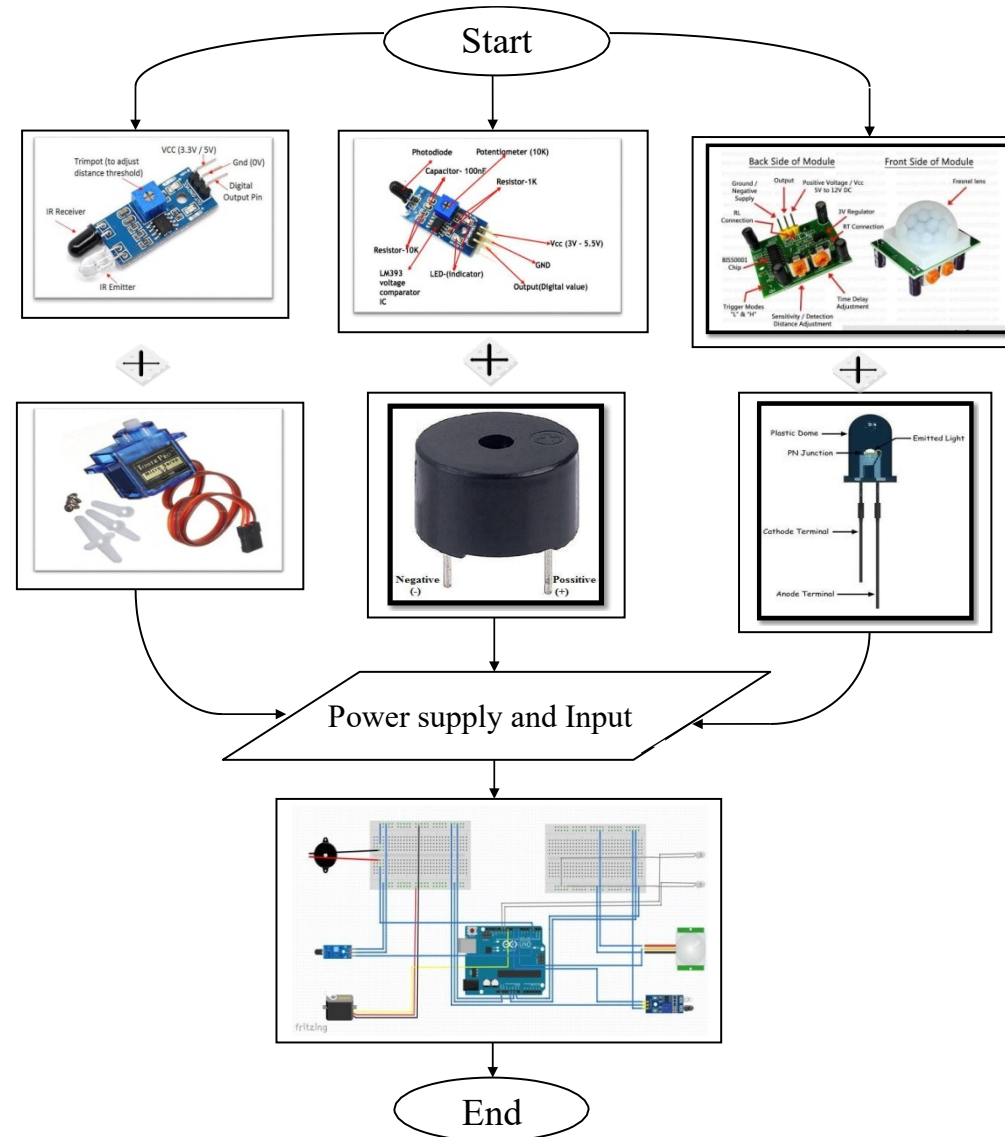 Start
VCC (3.3V / 5V)
Trimpot (to adjust
distance threshold)
Gnd (0V)
Digital
Output Pin
IR Receiver
IR Emitter
Photodiode
Potentiometer (10K)
Capacitor- 100nF
Resistor-1K
Resistor-10K
Vcc (3V - 5.5V)
LM393
voltage
comparator
IC
LED-(indicator)
GND
Output(Digital value)
Back Side of Module
Front Side of Module
Output
Positive Voltage / Vcc
5V to 12V DC
Fresnel lens
Ground /
Negative
Supply
RL
Connection
3V Regulator
RT Connection
BISS0001
Chip
Trigger Modes
"L" & "H"
Time Delay
Adjustment
Sensitivity / Detection
Distance Adjustment
Negative
(-)
Possitive
(+)
Plastic Dome
Emitted Light
PN Junction
Cathode Terminal
Anode Terminal
Power supply and Input
UNO
fritzing
End